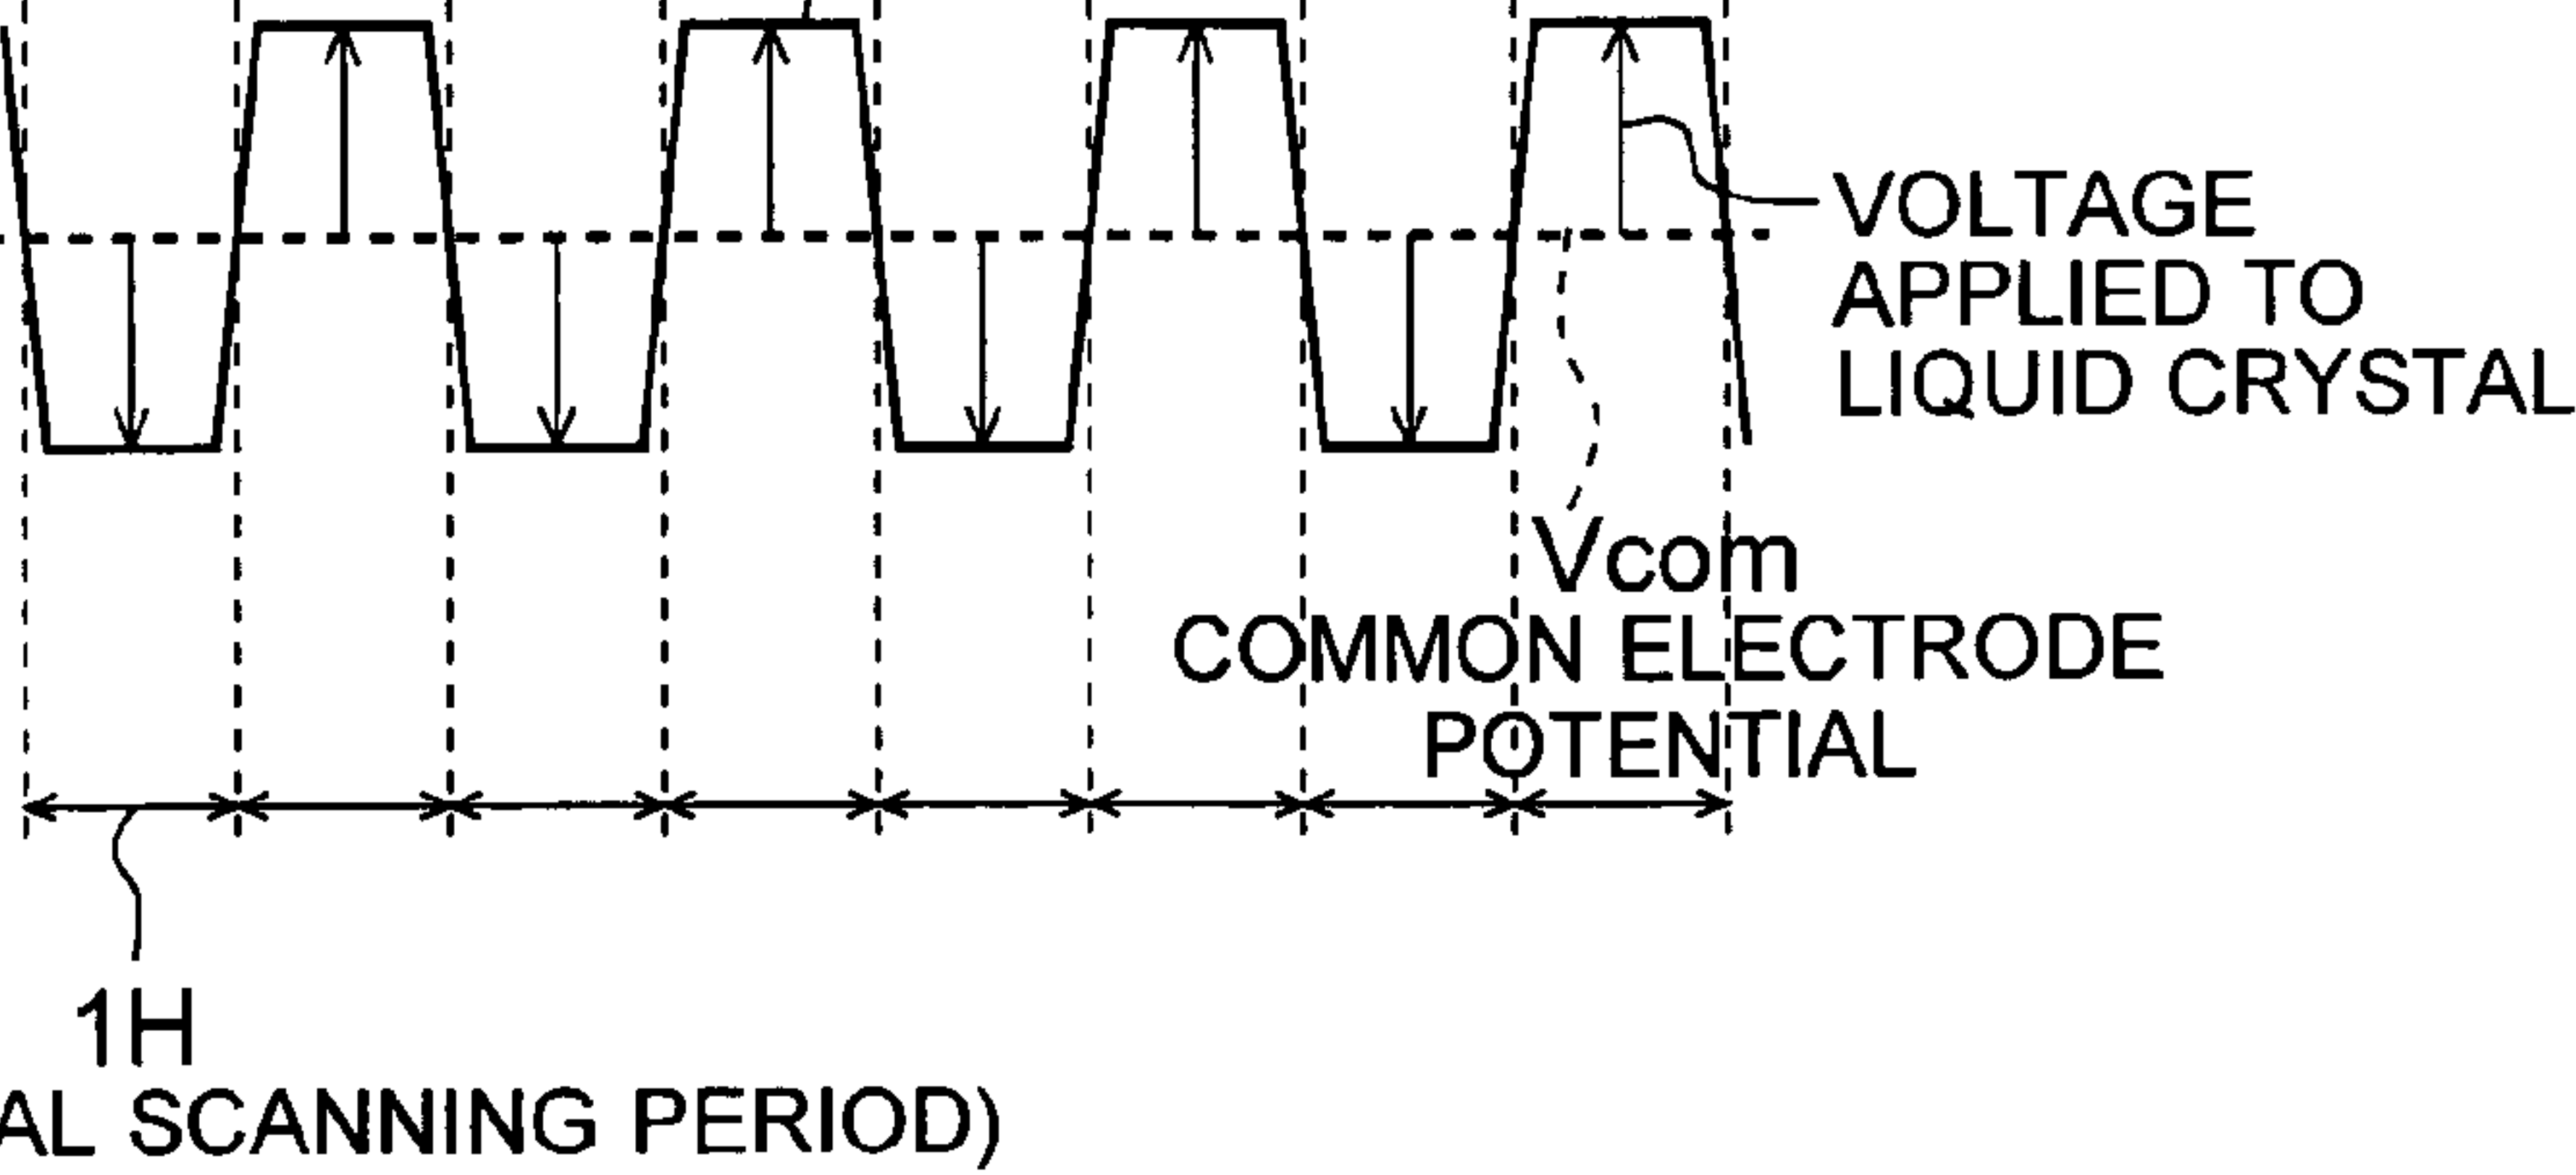 VOLTAGE
APPLIED TO
LIQUID CRYSTAL
Vcom
COMMON ELECTRODE
POTENTIAL
1H
AL SCANNING PERIOD)